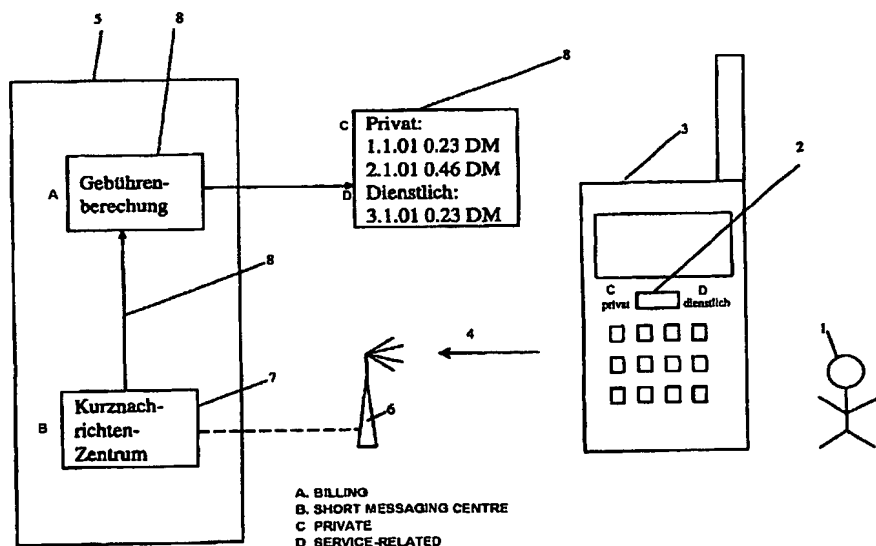 5
8
8
A
Gebühren-
berechung
C
Privat:
1.1.01 0.23 DM
2.1.01 0.46 DM
D
Dienstlich:
3.1.01 0.23 DM
3
2
8
C
D
privat
dienstlich
4
1
7
B
Kurznach-
richten-
Zentrum
6
A. BILLING
B. SHORT MESSAGING CENTRE
C PRIVATE
D SERVICE-RELATED